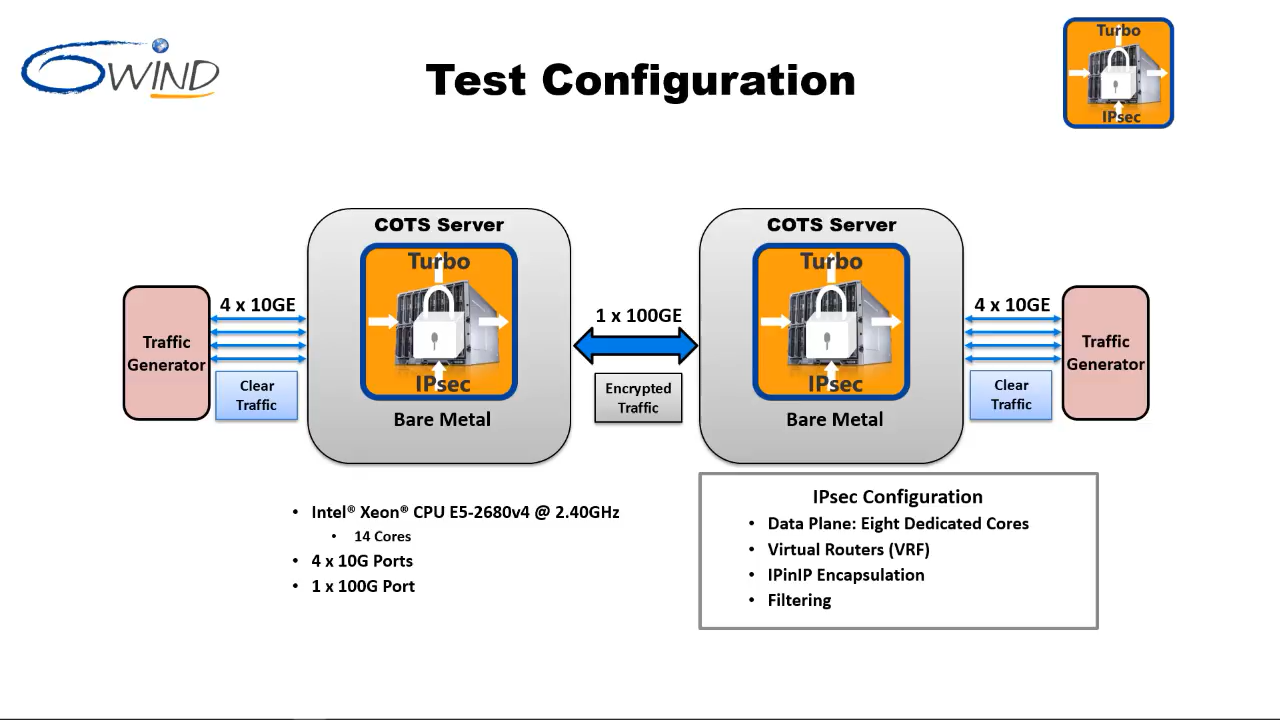 6WIND
Test Configuration
Turbo
IPsec
COTS Server
Turbo
IPsec
Bare Metal
COTS Server
Turbo
IPsec
Bare Metal
Traffic
Generator
4 x 10GE
Clear
Traffic
1 x 100GE
Encrypted
Traffic
4 x 10GE
Clear
Traffic
Traffic
Generator
• Intel® Xeon® CPU E5-2680v4 @ 2.40GHz
• 14 Cores
• 4 x 10G Ports
• 1 x 100G Port
IPsec Configuration
• Data Plane: Eight Dedicated Cores
• Virtual Routers (VRF)
• IPinIP Encapsulation
• Filtering